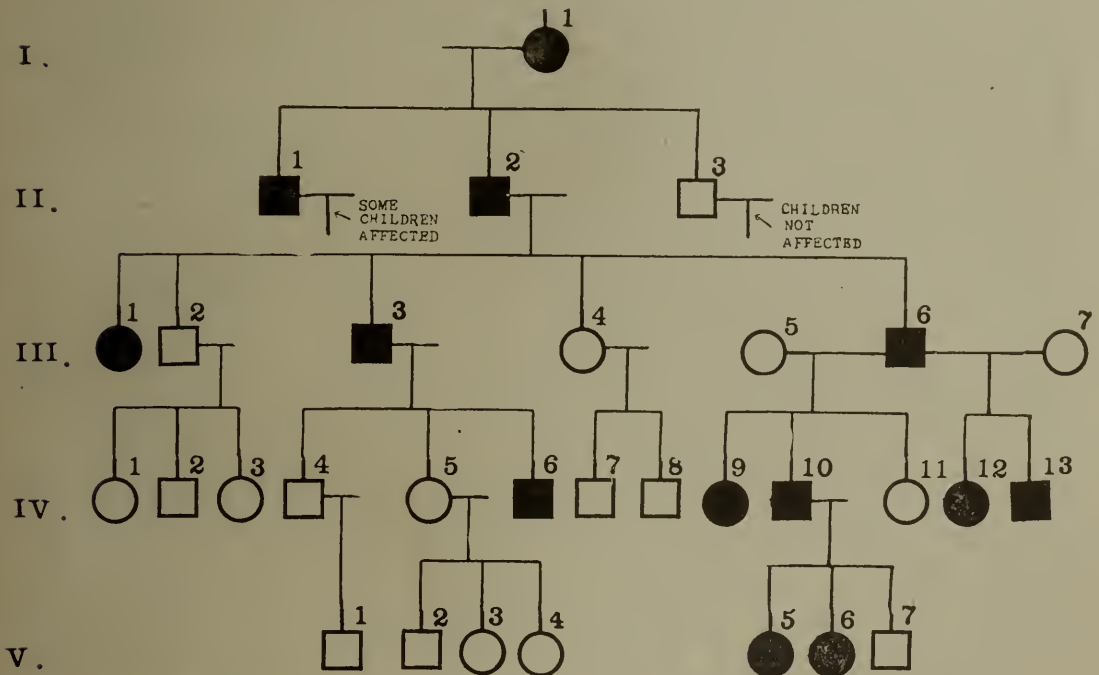 1
I.
1 2 3
II.
SOME
CHILDREN
AFFECTED
CHILDREN
NOT
AFFECTED
1 2 3 4 5 6 7
III.
1 2 3 4 5 6 7 8 9 10 11 12 13
IV.
1 2 3 4 5 6 7
V.